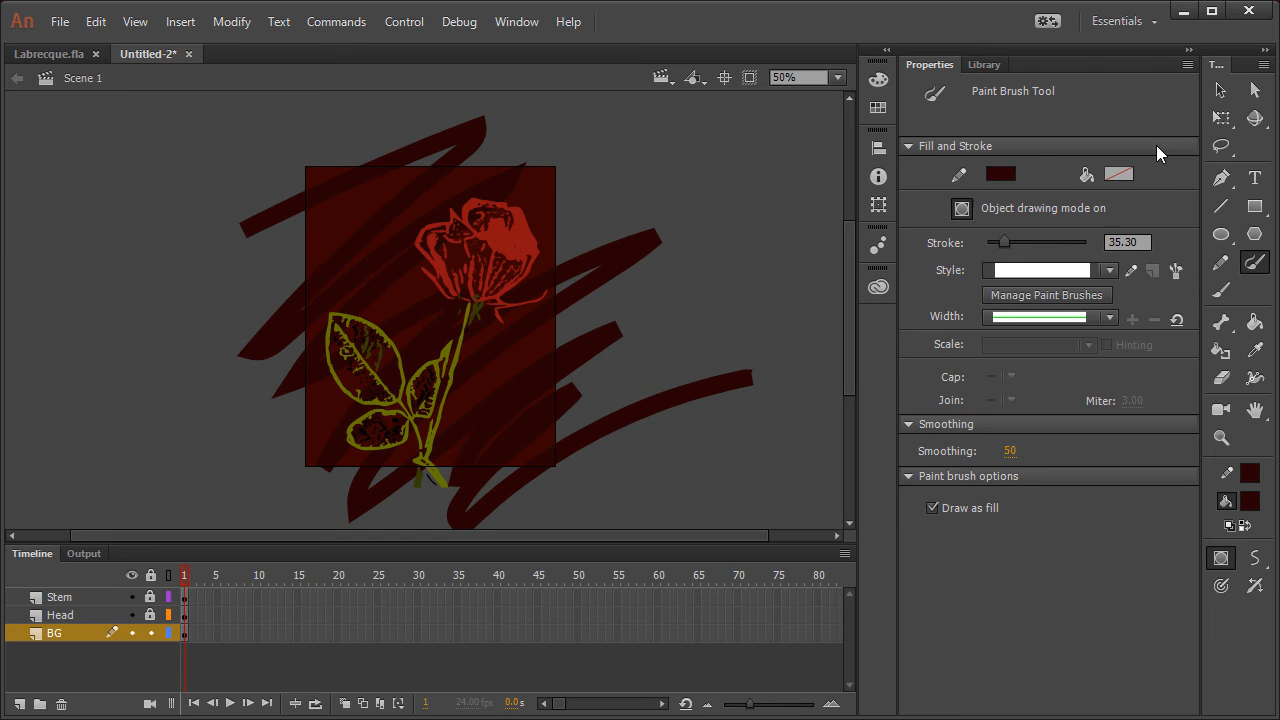 An File Edit View Insert Modify Text Commands Control Debug Window Help Essentials
Labrecque.fla × Untitled-2* ×
Scene 1 50%
Properties Library T...
Paint Brush Tool
Fill and Stroke
Object drawing mode on
Stroke: 35.30
Style:
Manage Paint Brushes
Width:
Scale: Hinting
Cap:
Join: Miter: 3.00
Smoothing
Smoothing: 50
Paint brush options
Draw as fill
Timeline Output
1 5 10 15 20 25 30 35 40 45 50 55 60 65 70 75 80
Stem
Head
BG
1 24.00 fps 0.0 s